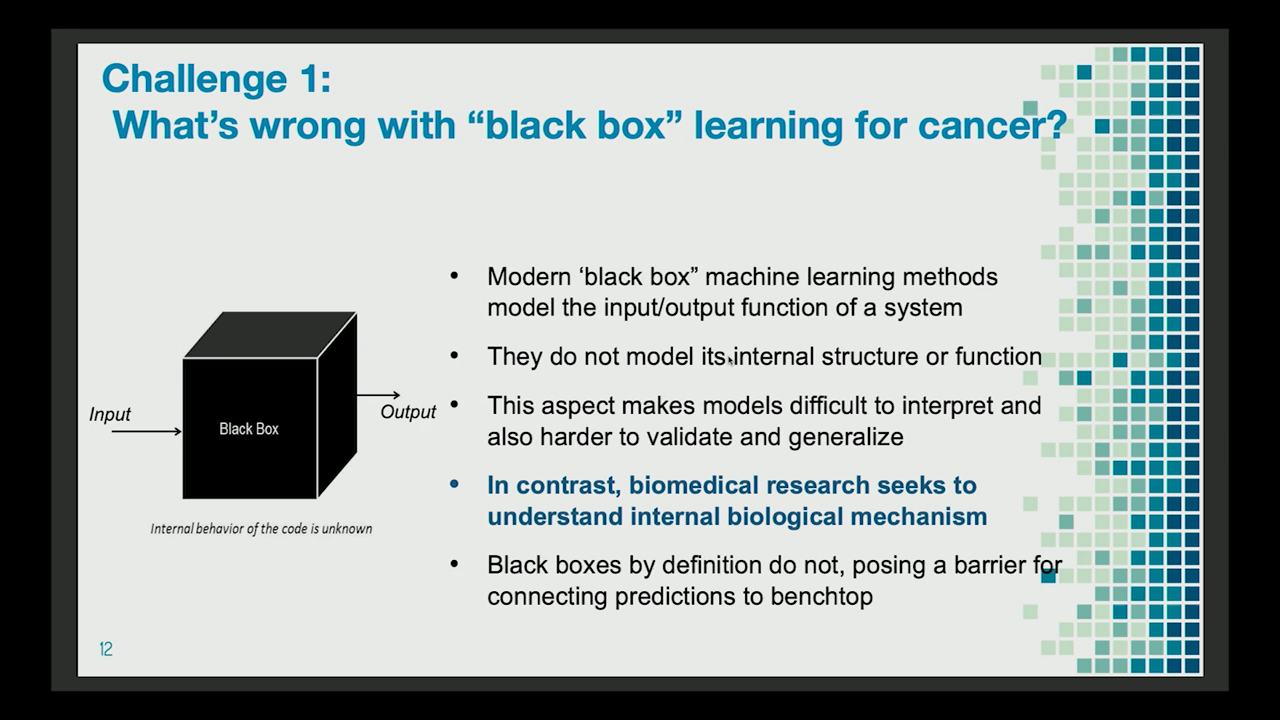 Challenge 1:
What's wrong with “black box” learning for cancer?
• Modern ‘black box” machine learning methods
model the input/output function of a system
• They do not model its internal structure or function
• This aspect makes models difficult to interpret and
also harder to validate and generalize
• In contrast, biomedical research seeks to
understand internal biological mechanism
• Black boxes by definition do not, posing a barrier for
connecting predictions to benchtop
Input
Black Box
Output
Internal behavior of the code is unknown
12